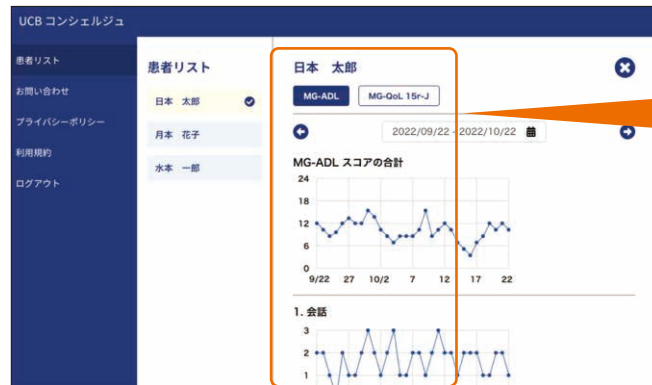 UCB コンシェルジュ
患者リスト
お問い合わせ
プライバシーポリシー
利用規約
ログアウト
患者リスト
日本 太郎
月本 花子
水本 一郎
日本 太郎
MG-ADL
MG-QoL 15r-J
2022/09/22 - 2022/10/22
MG-ADL スコアの合計
24
18
12
6
0
9/22 27 10/2 7 12 17 22
1. 会話
3
2
1